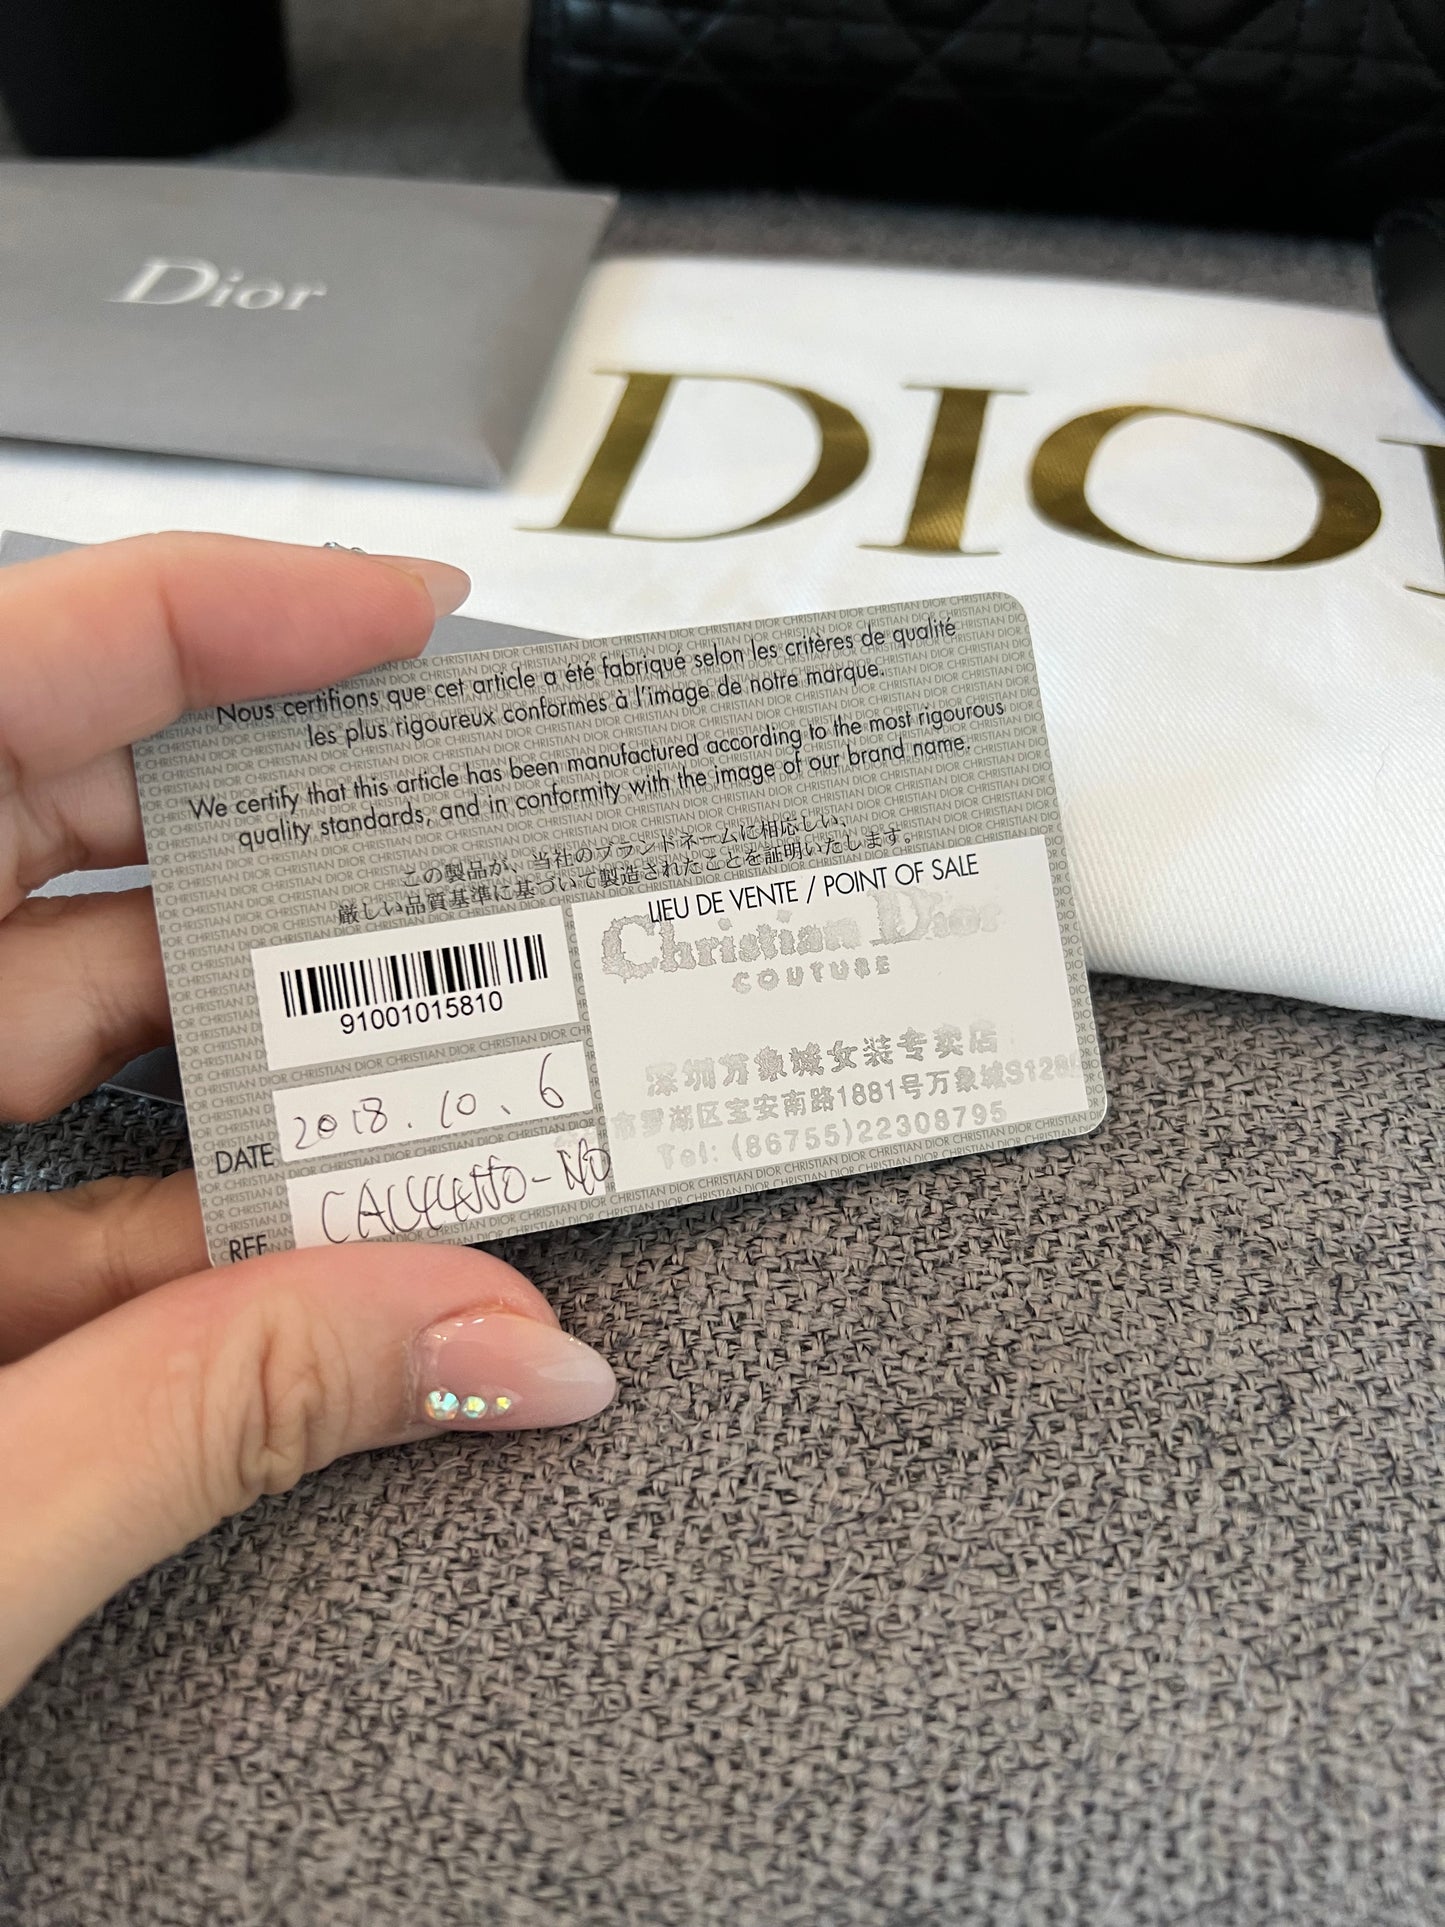 Dior
DIO
Nous certifions que cet article a été fabriqué selon les critères de qualité
les plus rigoureux conformes à l'image de notre marque.
We certify that this article has been manufactured according to the most rigourous
quality standards, and in conformity with the image of our brand name.
この製品が、当社のブランドネームに相応しい、
厳しい品質基準に基づいて製造されたことを証明いたします。
91001015810
DATE 2018.10、6
REF
LIEU DE VENTE / POINT OF SALE
Christian Dior
COUTURE
深圳万象城女装专卖店
市罗湖区宝安南路1881号万象城S128
Tel: (86755)22308795